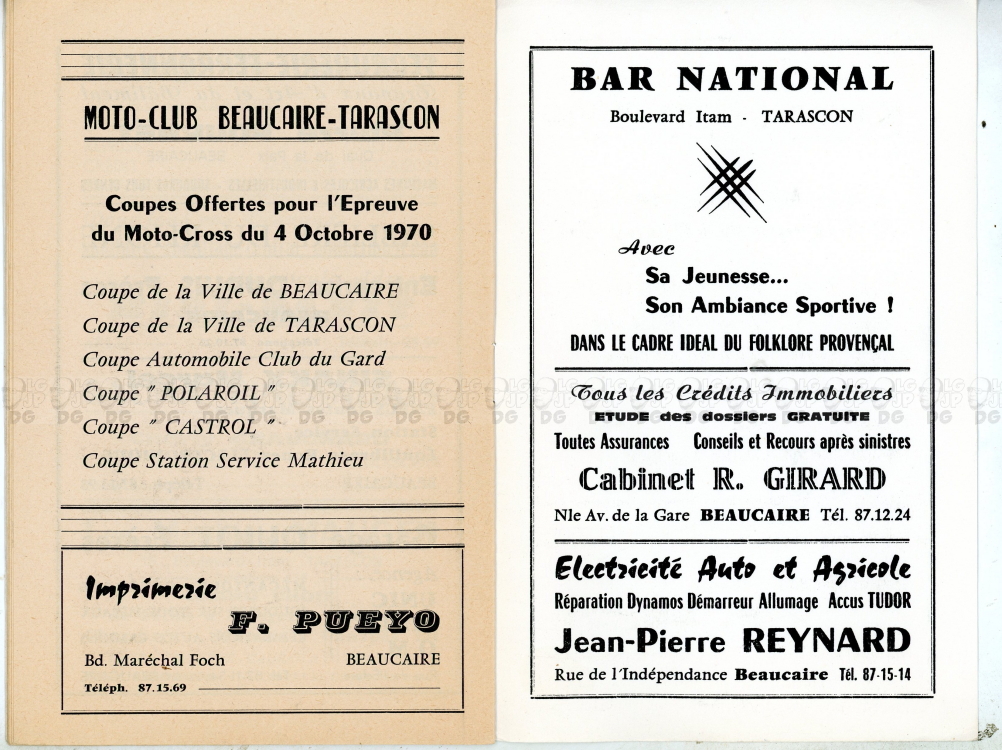 MOTO-CLUB BEAUCAIRE-TARASCON
Coupes Offertes pour l'Epreuve
du Moto-Cross du 4 Octobre 1970
Coupe de la Ville de BEAUCAIRE
Coupe de la Ville de TARASCON
Coupe Automobile Club du Gard
Coupe " POLAROIL "
Coupe " CASTROL "
Coupe Station Service Mathieu
Imprimerie
F. PUEYO
Bd. Maréchal Foch BEAUCAIRE
Téléph. 87.15.69
BAR NATIONAL
Boulevard Itam - TARASCON
Avec
Sa Jeunesse...
Son Ambiance Sportive !
DANS LE CADRE IDEAL DU FOLKLORE PROVENÇAL
Tous les Crédits Immobiliers
ETUDE des dossiers GRATUITE
Toutes Assurances Conseils et Recours après sinistres
Cabinet R. GIRARD
Nle Av. de la Gare BEAUCAIRE Tél. 87.12.24
Electricité Auto et Agricole
Réparation Dynamos Démarreur Allumage Accus TUDOR
Jean-Pierre REYNARD
Rue de l'Indépendance Beaucaire Tél. 87-15-14